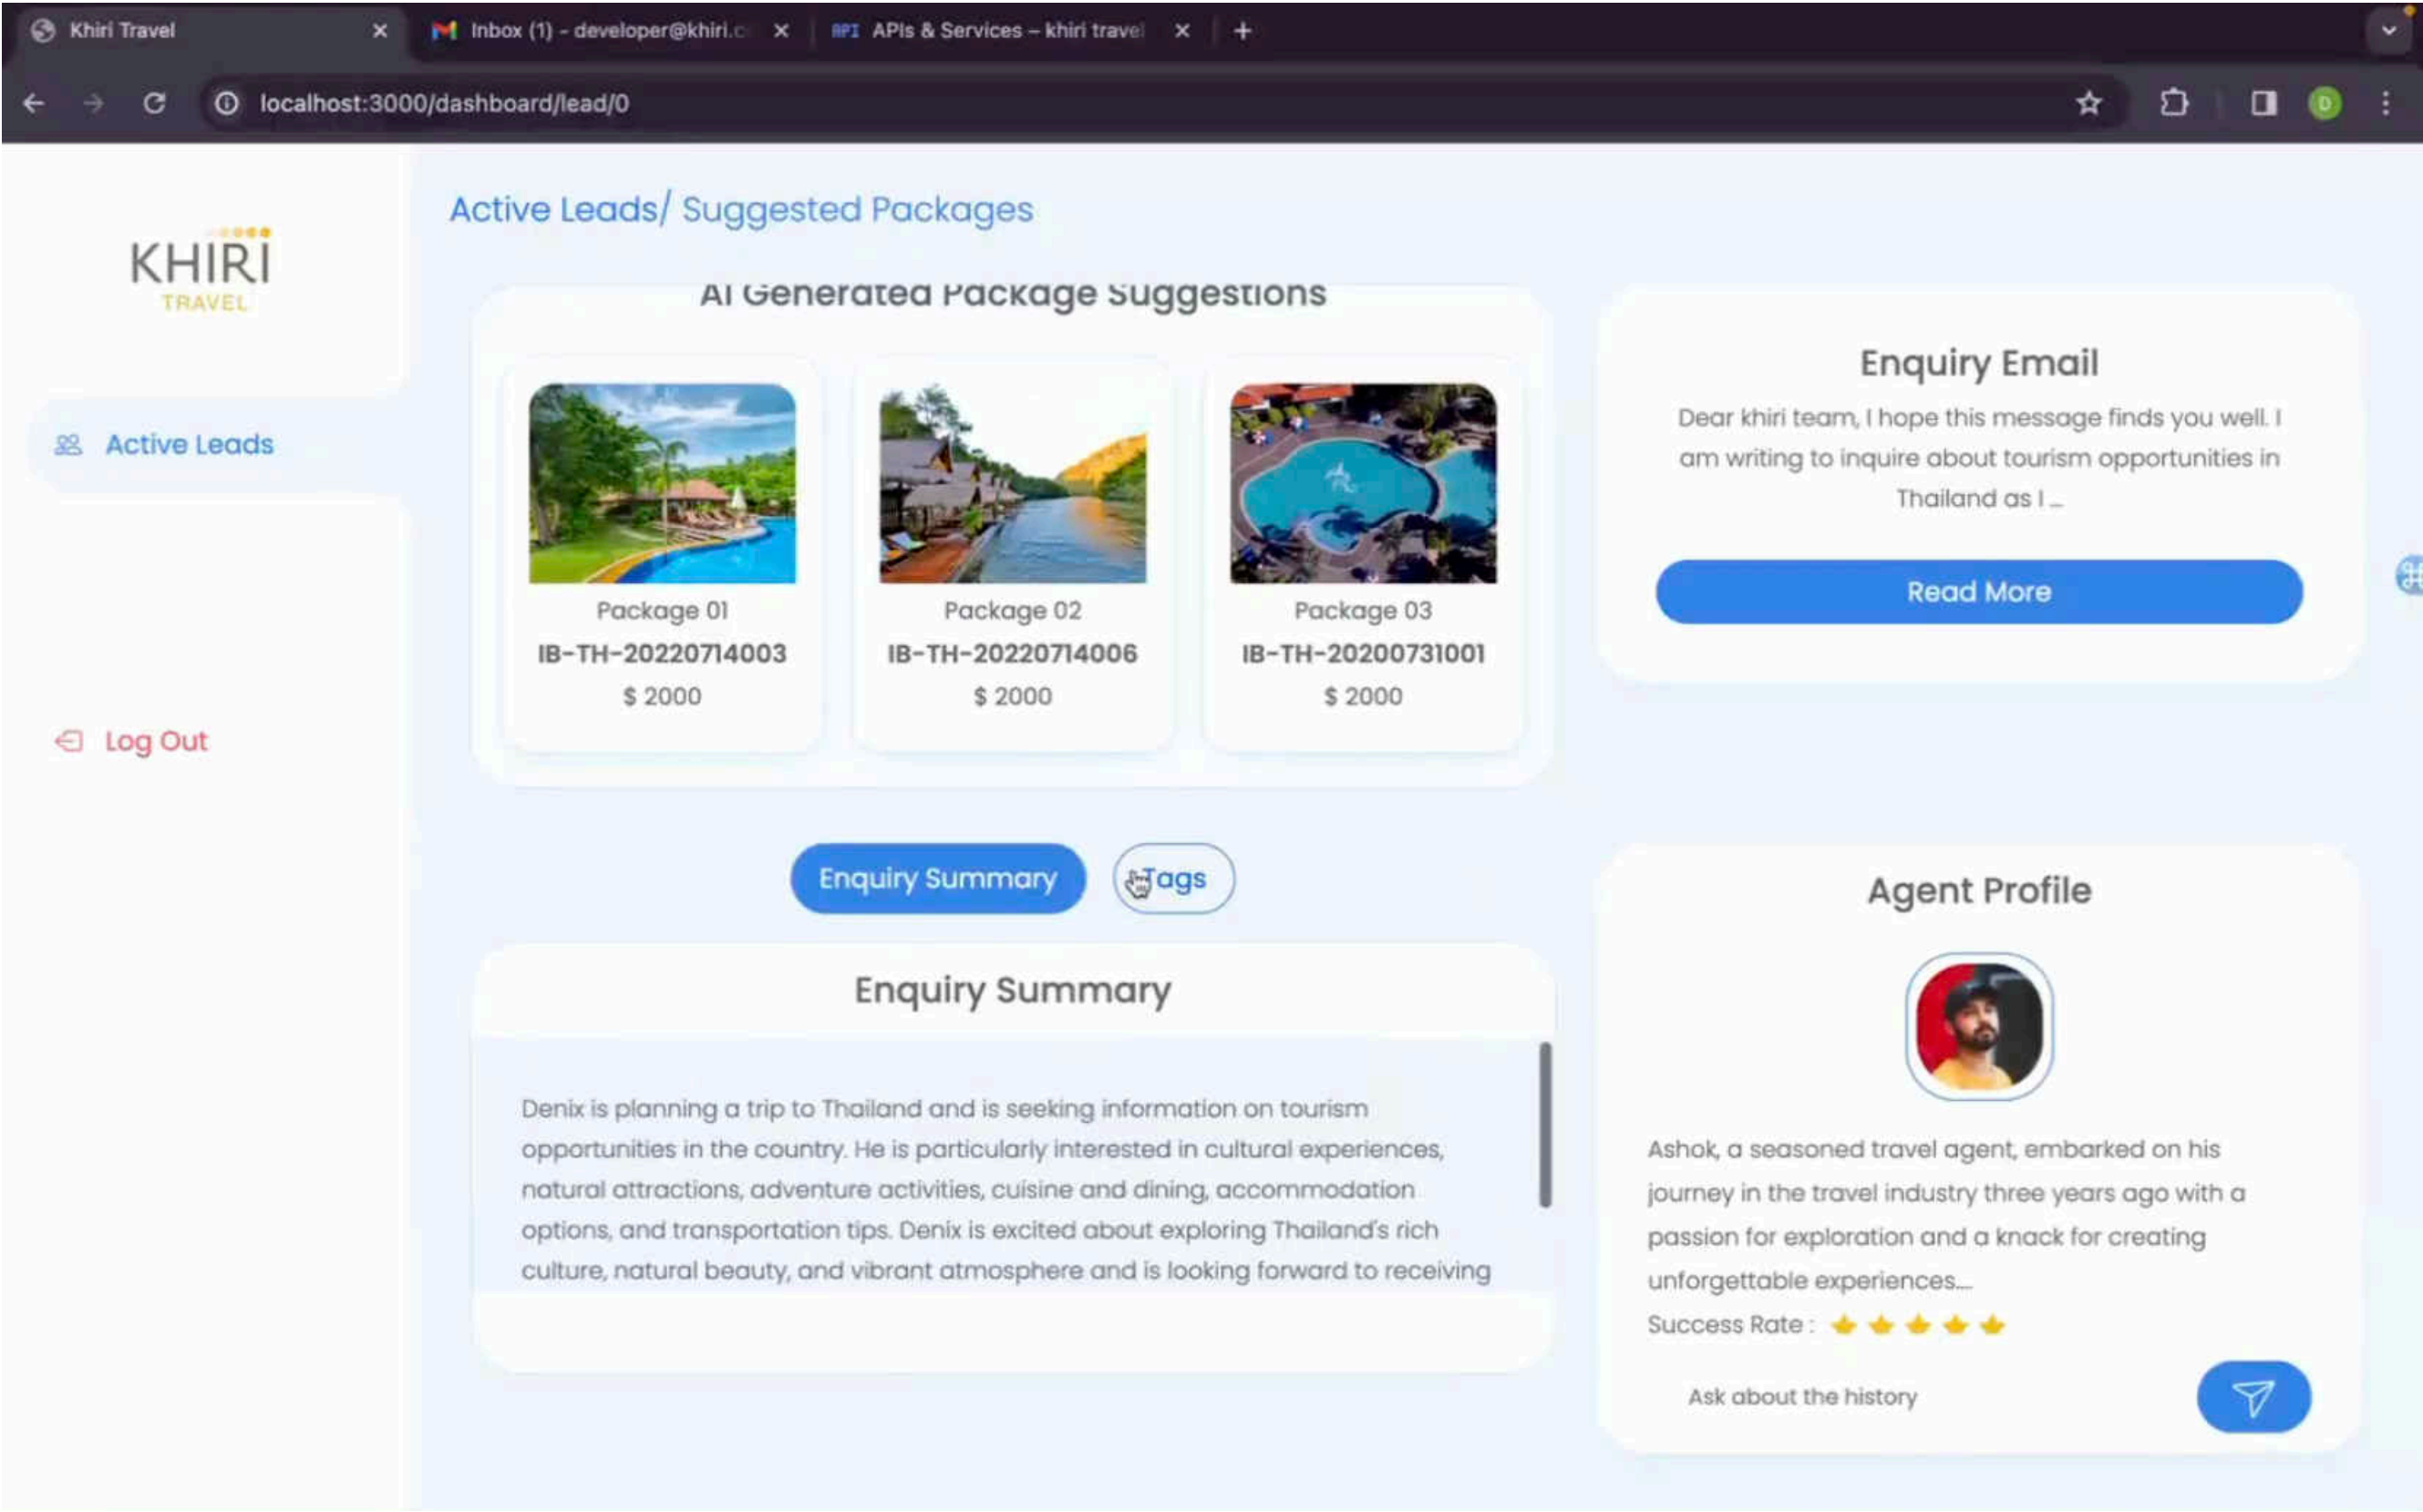 Khiri Travel
Inbox (1) - developer@khiri.c
API APIs & Services – khiri travel
localhost:3000/dashboard/lead/0
D
KHIRI
TRAVEL
Active Leads
Log Out
Active Leads/ Suggested Packages
AI Generated Package Suggestions
Package 01
IB-TH-20220714003
$ 2000
Package 02
IB-TH-20220714006
$ 2000
Package 03
IB-TH-20200731001
$ 2000
Enquiry Summary
Tags
Enquiry Summary
Denix is planning a trip to Thailand and is seeking information on tourism
opportunities in the country. He is particularly interested in cultural experiences,
natural attractions, adventure activities, cuisine and dining, accommodation
options, and transportation tips. Denix is excited about exploring Thailand's rich
culture, natural beauty, and vibrant atmosphere and is looking forward to receiving
Enquiry Email
Dear khiri team, I hope this message finds you well. I
am writing to inquire about tourism opportunities in
Thailand as I ...
Read More
Agent Profile
Ashok, a seasoned travel agent, embarked on his
journey in the travel industry three years ago with a
passion for exploration and a knack for creating
unforgettable experiences....
Success Rate :
Ask about the history